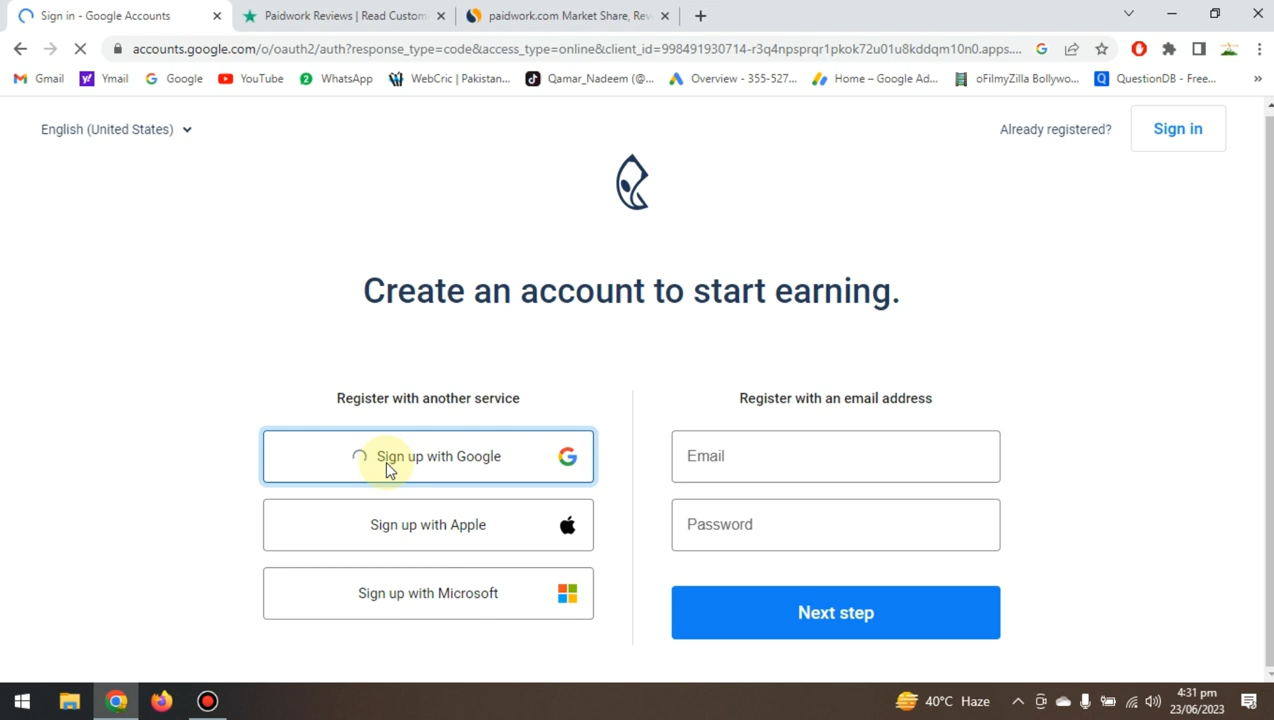 Sign in - Google Accounts
Paidwork Reviews | Read Custom
paidwork.com Market Share, Rev
accounts.google.com/o/oauth2/auth?response_type=code&access_type=online&client_id=998491930714-r3q4npsprqr1pkok72u01u8kddqm10n0.apps....
Gmail
Ymail
Google
YouTube
2 WhatsApp
WebCric | Pakistan...
Qamar_Nadeem (@...
Overview - 355-527...
Home – Google Ad...
oFilmyZilla Bollywo...
Q QuestionDB - Free...
»
English (United States)
Already registered?
Sign in
Create an account to start earning.
Register with another service
Sign up with Google
Sign up with Apple
Sign up with Microsoft
Register with an email address
Email
Password
Next step
40°C Haze
4:31 pm
23/06/2023